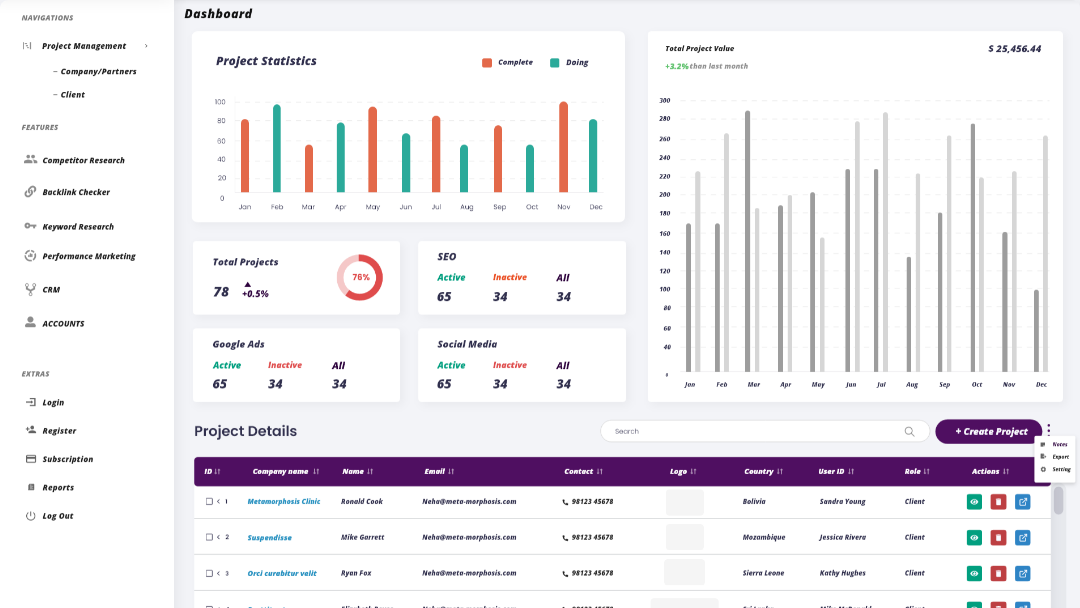 NAVIGATIONS
Project Management
– Company/Partners
– Client
FEATURES
Competitor Research
Backlink Checker
Keyword Research
Performance Marketing
CRM
ACCOUNTS
EXTRAS
Login
Register
Subscription
Reports
Log Out
Dashboard
Project Statistics
Complete Doing
100
80
60
40
20
0
Jan Feb Mar Apr May Jun Jul Aug Sep Oct Nov Dec
Total Project Value $ 25,456.44
+3.2% than last month
300
280
260
240
220
200
180
160
140
120
100
80
60
40
Jan Feb Mar Apr May Jun Jul Aug Sep Oct Nov Dec
Total Projects
78 +0.5%
76%
SEO
Active Inactive All
65 34 34
Google Ads
Active Inactive All
65 34 34
Social Media
Active Inactive All
65 34 34
Project Details
Search
+ Create Project
Notes
Export
Setting
ID Company name Name Email Contact Logo Country User ID Role Actions
1 Metamorphosis Clinic Ronald Cook Neha@meta-morphosis.com 98123 45678 Bolivia Sandra Young Client
2 Suspendisse Mike Garrett Neha@meta-morphosis.com 98123 45678 Mozambique Jessica Rivera Client
3 Orci curabitur valit Ryan Fox Neha@meta-morphosis.com 98123 45678 Sierra Leone Kathy Hughes Client